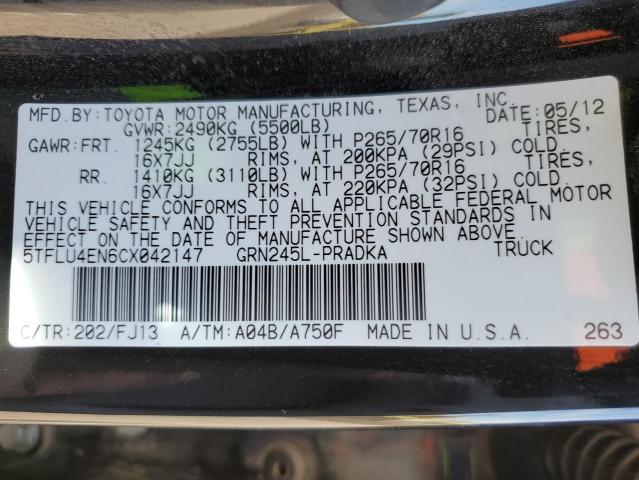 MFD.BY:TOYOTA MOTOR MANUFACTURING, TEXAS, INC. DATE:05/12
GVWR:2490KG (5500LB)
GAWR:FRT. 1245KG (2755LB) WITH P265/70R16 TIRES,
16X7JJ RIMS, AT 200KPA (29PSI) COLD
RR. 1410KG (3110LB) WITH P265/70R16 TIRES,
16X7JJ RIMS, AT 220KPA (32PSI) COLD
THIS VEHICLE CONFORMS TO ALL APPLICABLE FEDERAL MOTOR
VEHICLE SAFETY AND THEFT PREVENTION STANDARDS IN
EFFECT ON THE DATE OF MANUFACTURE SHOWN ABOVE.
5TFLU4EN6CX042147 GRN245L-PRADKA TRUCK
C/TR:202/FJ13 A/TM:A04B/A750F MADE IN U.S.A. 263